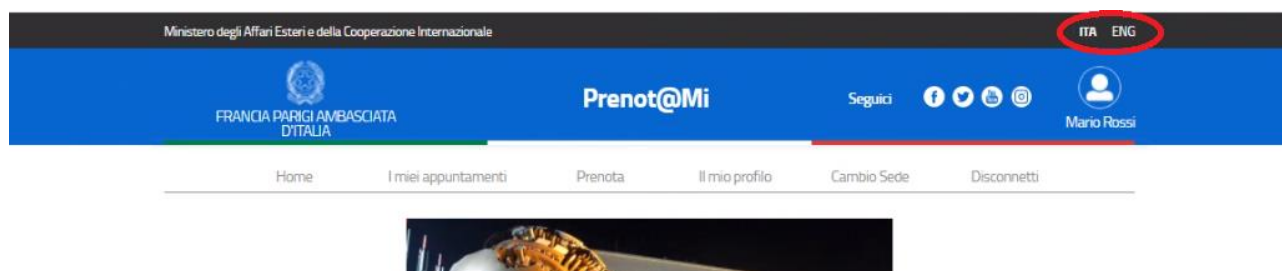 Ministero degli Affari Esteri e della Cooperazione Internazionale
ITA ENG
FRANCIA PARIGI AMBASCIATA
D'ITALIA
Prenot@Mi
Seguici
Mario Rossi
Home I miei appuntamenti Prenota Il mio profilo Cambio Sede Disconnetti